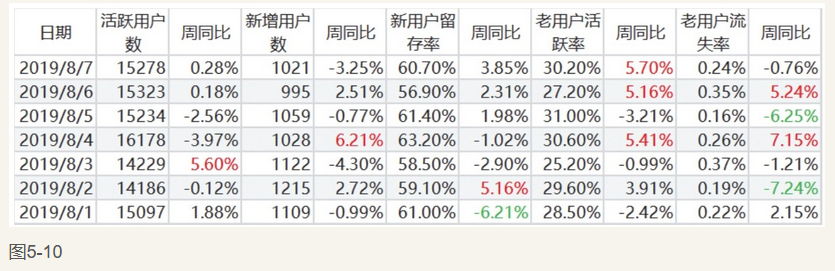 日期 活跃用户数 周同比 新增用户数 周同比 新用户留存率 周同比 老用户活跃率 周同比 老用户流失率 周同比
2019/8/7 15278 0.28% 1021 -3.25% 60.70% 3.85% 30.20% 5.70% 0.24% -0.76%
2019/8/6 15323 0.18% 995 2.51% 56.90% 2.31% 27.20% 5.16% 0.35% 5.24%
2019/8/5 15234 -2.56% 1059 -0.77% 61.40% 1.98% 31.00% -3.21% 0.16% -6.25%
2019/8/4 16178 -3.97% 1028 6.21% 63.20% -1.02% 30.60% 5.41% 0.26% 7.15%
2019/8/3 14229 5.60% 1122 -4.30% 58.50% -2.90% 25.20% -0.99% 0.37% -1.21%
2019/8/2 14186 -0.12% 1215 2.72% 59.10% 5.16% 29.60% 3.91% 0.19% -7.24%
2019/8/1 15097 1.88% 1109 -0.99% 61.00% -6.21% 28.50% -2.42% 0.22% 2.15%
图5-10